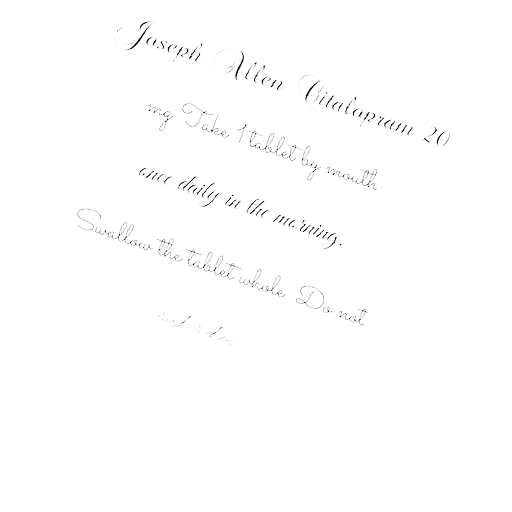 Joseph Allen Citalopram 20
mg Take 1 tablet by mouth
once daily in the morning.
Swallow the tablet whole. Do not